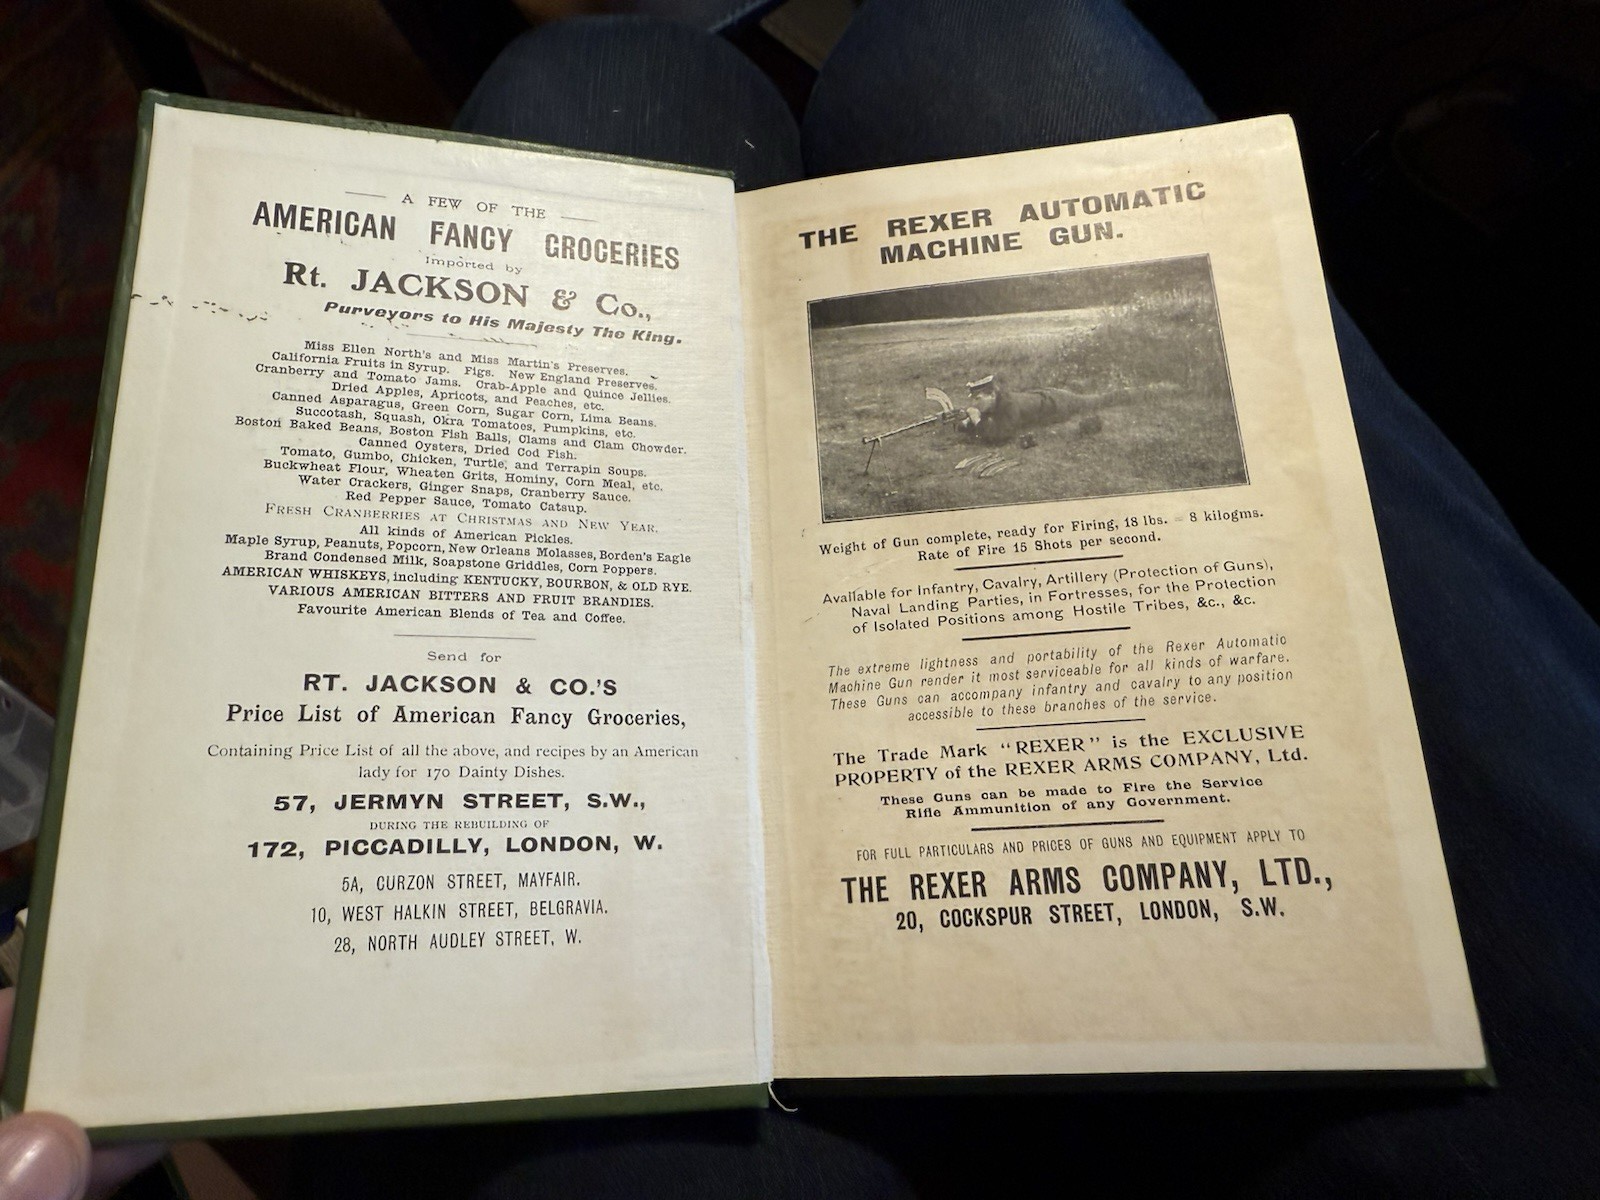 A FEW OF THE
AMERICAN FANCY GROCERIES
Imported by
Rt. JACKSON & Co.,
Purveyors to His Majesty The King.
Miss Ellen North's and Miss Martin's Preserves.
California Fruits in Syrup. Figs. New England Preserves.
Cranberry and Tomato Jams. Crab-Apple and Quince Jellies.
Dried Apples, Apricots, and Peaches, etc.
Canned Asparagus, Green Corn, Sugar Corn, Lima Beans.
Succotash, Squash, Okra Tomatoes, Pumpkins, etc.
Boston Baked Beans, Boston Fish Balls, Clams and Clam Chowder.
Canned Oysters, Dried Cod Fish.
Tomato, Gumbo, Chicken, Turtle, and Terrapin Soups.
Buckwheat Flour, Wheaten Grits, Hominy, Corn Meal, etc.
Water Crackers, Ginger Snaps, Cranberry Sauce.
Red Pepper Sauce, Tomato Catsup.
FRESH CRANBERRIES AT CHRISTMAS AND NEW YEAR.
All kinds of American Pickles.
Maple Syrup, Peanuts, Popcorn, New Orleans Molasses, Borden's Eagle
Brand Condensed Milk, Soapstone Griddles, Corn Poppers.
AMERICAN WHISKEYS, including KENTUCKY, BOURBON, & OLD RYE.
VARIOUS AMERICAN BITTERS AND FRUIT BRANDIES.
Favourite American Blends of Tea and Coffee.
Send for
RT. JACKSON & CO.'S
Price List of American Fancy Groceries,
Containing Price List of all the above, and recipes by an American
lady for 170 Dainty Dishes.
57, JERMYN STREET, S.W.,
DURING THE REBUILDING OF
172, PICCADILLY, LONDON, W.
5A, CURZON STREET, MAYFAIR.
10, WEST HALKIN STREET, BELGRAVIA.
28, NORTH AUDLEY STREET, W.
THE REXER AUTOMATIC
MACHINE GUN.
Weight of Gun complete, ready for Firing, 18 lbs. = 8 kilogms.
Rate of Fire 15 Shots per second.
Available for Infantry, Cavalry, Artillery (Protection of Guns),
Naval Landing Parties, in Fortresses, for the Protection
of Isolated Positions among Hostile Tribes, &c., &c.
The extreme lightness and portability of the Rexer Automatic
Machine Gun render it most serviceable for all kinds of warfare.
These Guns can accompany infantry and cavalry to any position
accessible to these branches of the service.
The Trade Mark "REXER" is the EXCLUSIVE
PROPERTY of the REXER ARMS COMPANY, Ltd.
These Guns can be made to Fire the Service
Rifle Ammunition of any Government.
FOR FULL PARTICULARS AND PRICES OF GUNS AND EQUIPMENT APPLY TO
THE REXER ARMS COMPANY, LTD.,
20, COCKSPUR STREET, LONDON, S.W.